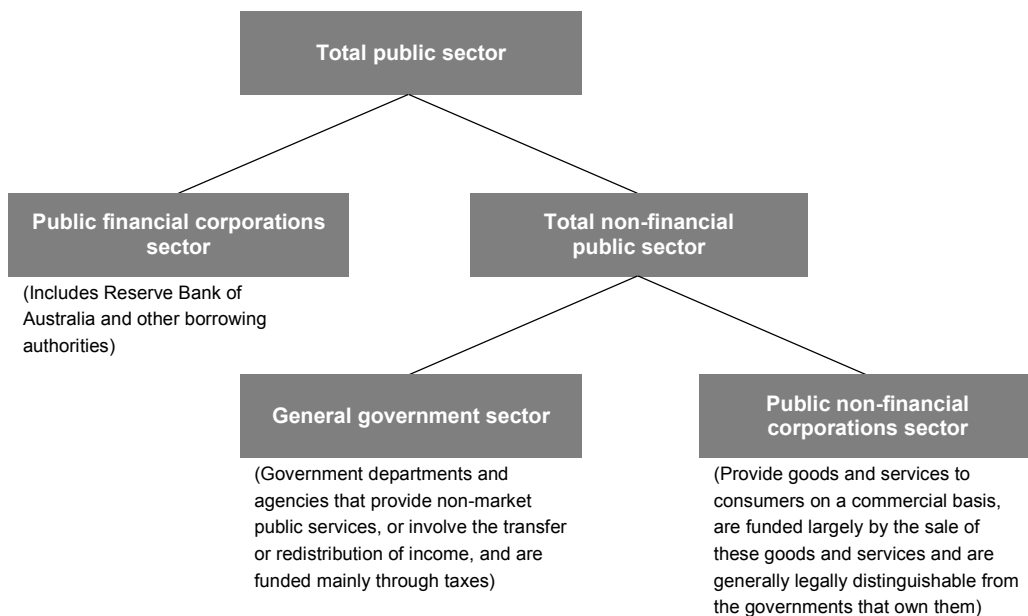 Total public sector
Public financial corporations
sector
Total non-financial
public sector
(Includes Reserve Bank of
Australia and other borrowing
authorities)
General government sector
Public non-financial
corporations sector
(Government departments and
agencies that provide non-market
public services, or involve the transfer
or redistribution of income, and are
funded mainly through taxes)
(Provide goods and services to
consumers on a commercial basis,
are funded largely by the sale of
these goods and services and are
generally legally distinguishable from
the governments that own them)